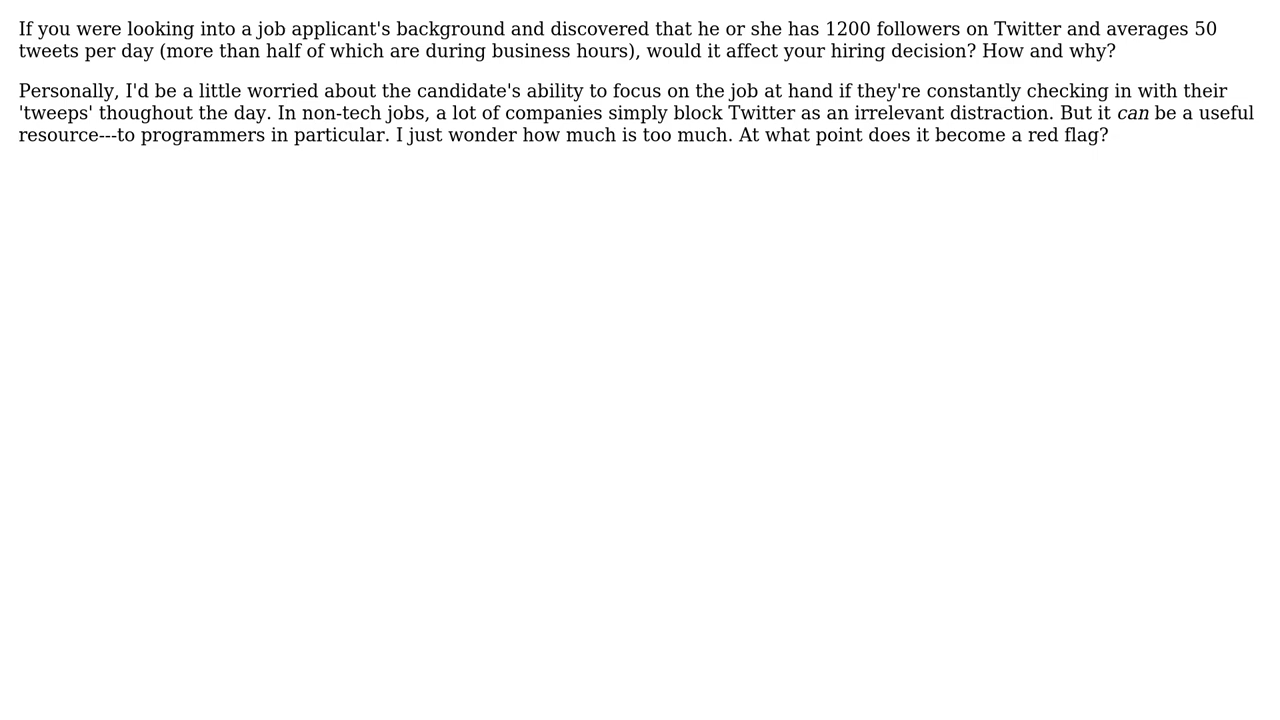 If you were looking into a job applicant's background and discovered that he or she has 1200 followers on Twitter and averages 50
tweets per day (more than half of which are during business hours), would it affect your hiring decision? How and why?
Personally, I'd be a little worried about the candidate's ability to focus on the job at hand if they're constantly checking in with their
'tweeps' thoughout the day. In non-tech jobs, a lot of companies simply block Twitter as an irrelevant distraction. But it can be a useful
resource---to programmers in particular. I just wonder how much is too much. At what point does it become a red flag?